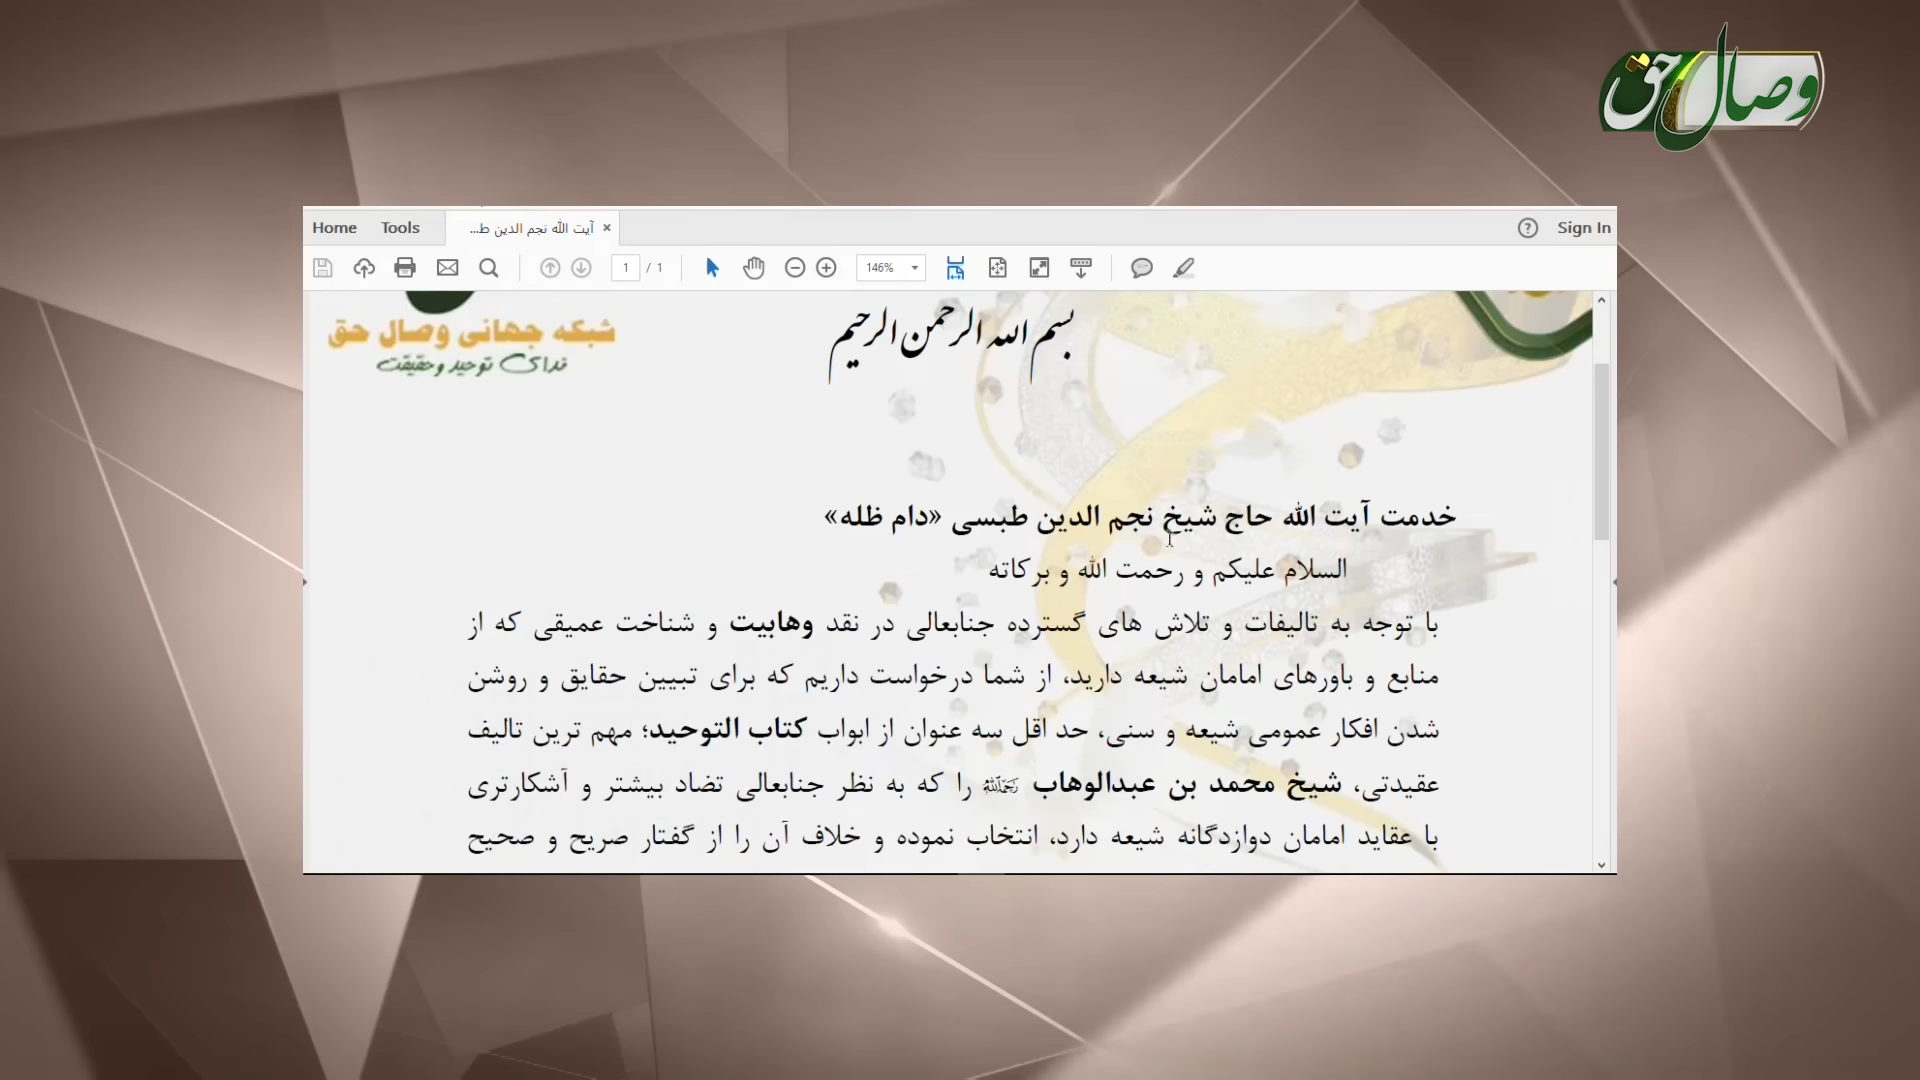 وصال حق
Home Tools آیت الله نجم الدین ط... × Sign In
1 / 1 146%
شبکه جهانی وصال حق
ندای توحید و حقیقت
بسم الله الرحمن الرحیم
خدمت آیت الله حاج شیخ نجم الدین طبسی «دام ظله»
السلام علیکم و رحمت الله و برکاته
با توجه به تالیفات و تلاش های گسترده جنابعالی در نقد وهابیت و شناخت عمیقی که از
منابع و باورهای امامان شیعه دارید، از شما درخواست داریم که برای تبیین حقایق و روشن
شدن افکار عمومی شیعه و سنی، حد اقل سه عنوان از ابواب کتاب التوحید؛ مهم ترین تالیف
عقیدتی، شیخ محمد بن عبدالوهاب رحمه الله را که به نظر جنابعالی تضاد بیشتر و آشکارتری
با عقاید امامان دوازدگانه شیعه دارد، انتخاب نموده و خلاف آن را از گفتار صریح و صحیح